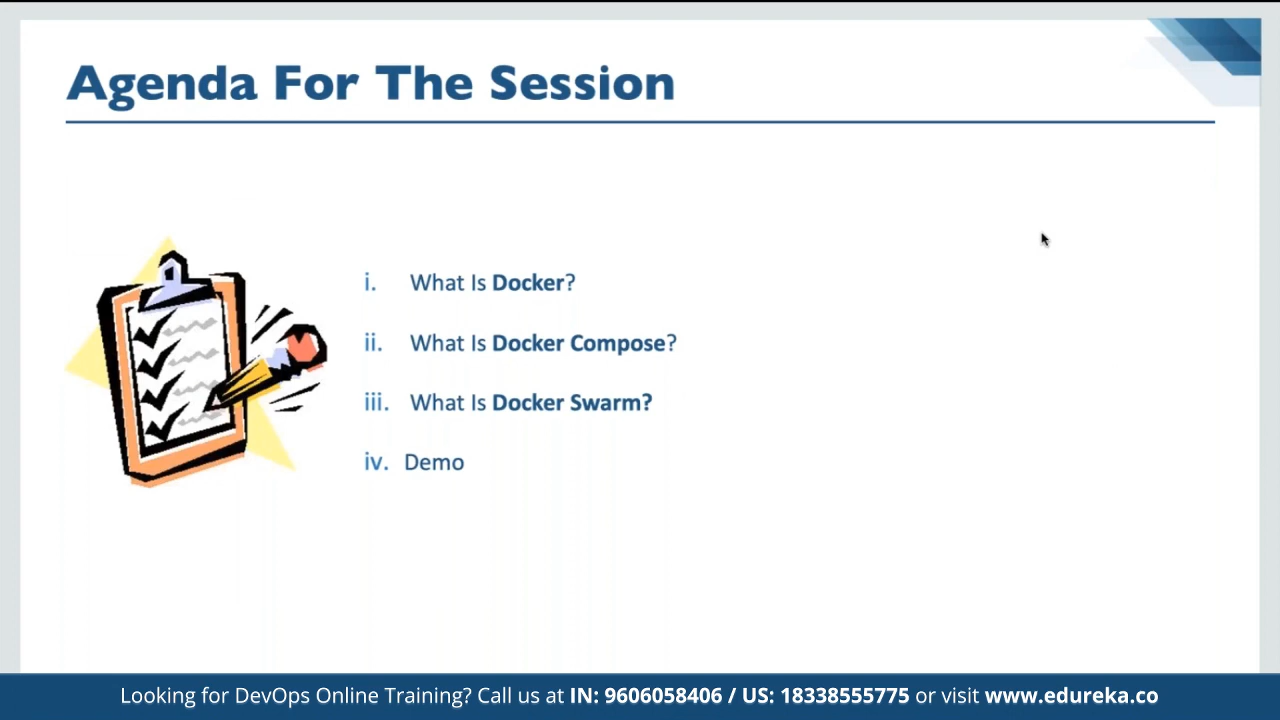 Agenda For The Session
i. What Is Docker?
ii. What Is Docker Compose?
iii. What Is Docker Swarm?
iv. Demo
Looking for DevOps Online Training? Call us at IN: 9606058406 / US: 18338555775 or visit www.edureka.co